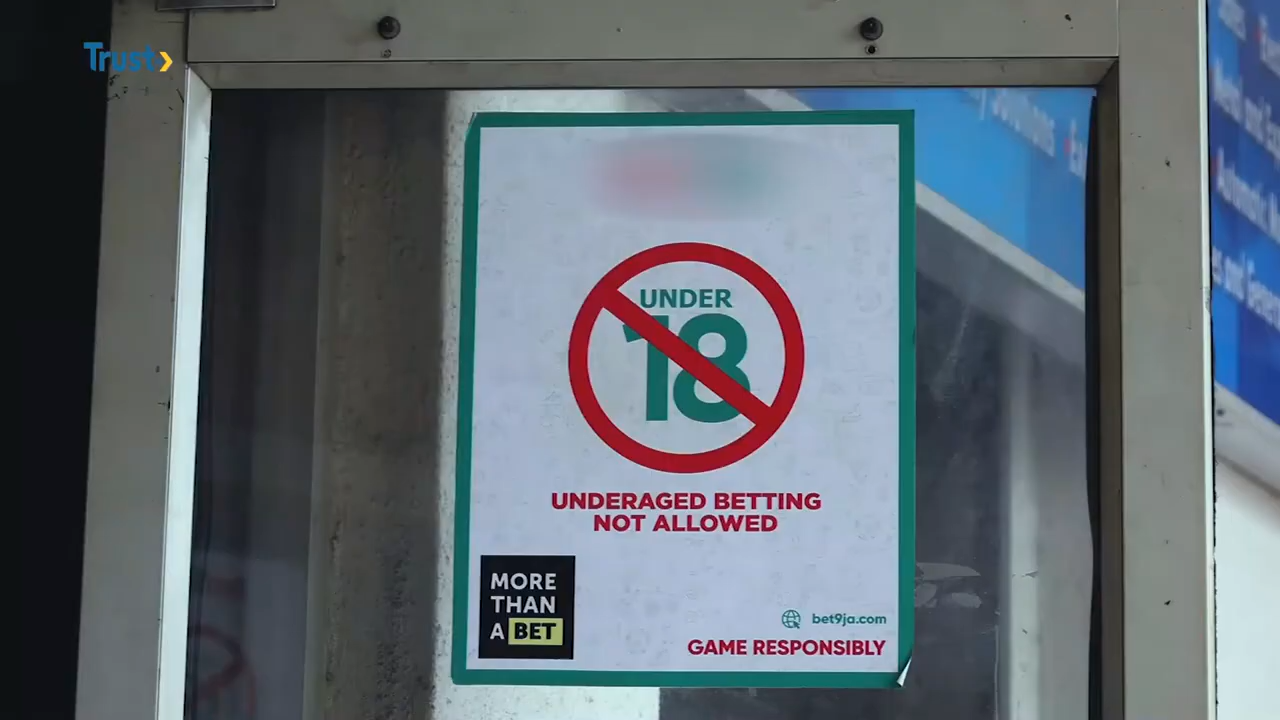 Trust
UNDER
18
UNDERAGED BETTING
NOT ALLOWED
MORE
THAN
A BET
bet9ja.com
GAME RESPONSIBLY